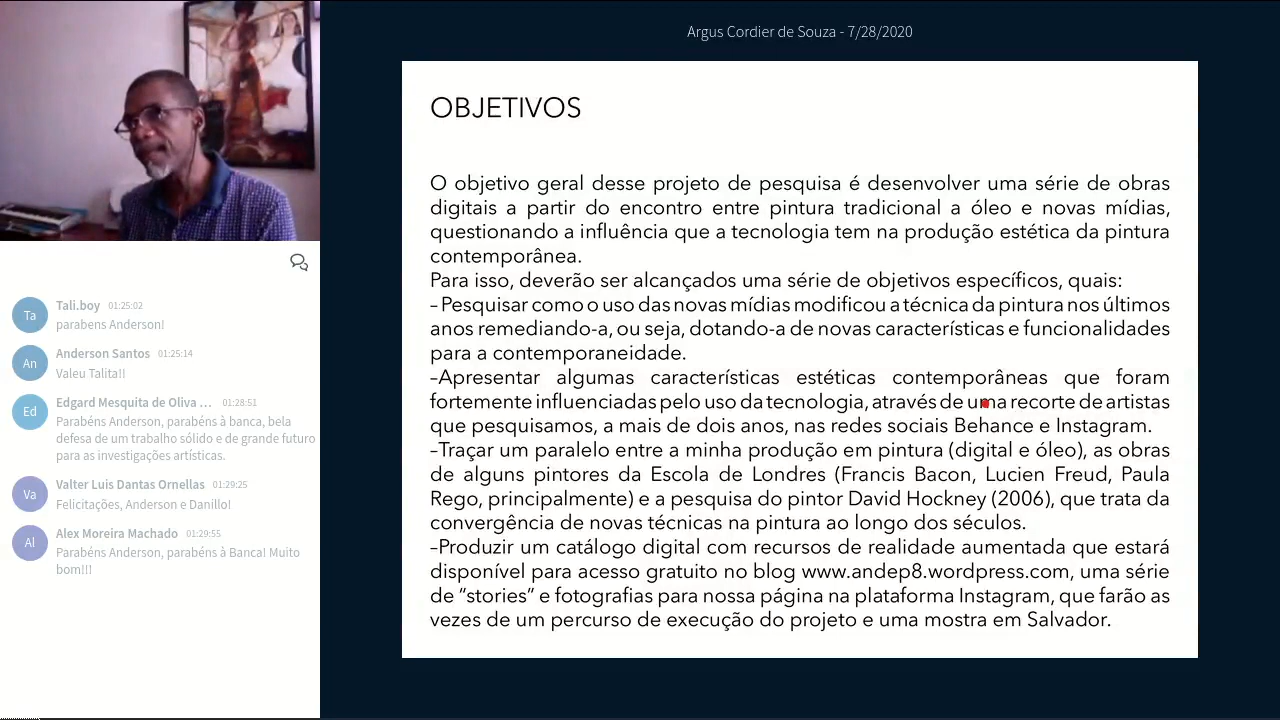 Argus Cordier de Souza - 7/28/2020
OBJETIVOS
O objetivo geral desse projeto de pesquisa é desenvolver uma série de obras
digitais a partir do encontro entre pintura tradicional a óleo e novas mídias,
questionando a influência que a tecnologia tem na produção estética da pintura
contemporânea.
Para isso, deverão ser alcançados uma série de objetivos específicos, quais:
– Pesquisar como o uso das novas mídias modificou a técnica da pintura nos últimos
anos remediando-a, ou seja, dotando-a de novas características e funcionalidades
para a contemporaneidade.
–Apresentar algumas características estéticas contemporâneas que foram
fortemente influenciadas pelo uso da tecnologia, através de uma recorte de artistas
que pesquisamos, a mais de dois anos, nas redes sociais Behance e Instagram.
–Traçar um paralelo entre a minha produção em pintura (digital e óleo), as obras
de alguns pintores da Escola de Londres (Francis Bacon, Lucien Freud, Paula
Rego, principalmente) e a pesquisa do pintor David Hockney (2006), que trata da
convergência de novas técnicas na pintura ao longo dos séculos.
–Produzir um catálogo digital com recursos de realidade aumentada que estará
disponível para acesso gratuito no blog www.andep8.wordpress.com, uma série
de “stories” e fotografias para nossa página na plataforma Instagram, que farão as
vezes de um percurso de execução do projeto e uma mostra em Salvador.
Ta
Tali.boy 01:25:02
parabens Anderson!
An
Anderson Santos 01:25:14
Valeu Talita!!
Ed
Edgard Mesquita de Oliva ... 01:28:51
Parabéns Anderson, parabéns à banca, bela
defesa de um trabalho sólido e de grande futuro
para as investigações artísticas.
Va
Valter Luis Dantas Ornellas 01:29:25
Felicitações, Anderson e Danillo!
Al
Alex Moreira Machado 01:29:55
Parabéns Anderson, parabéns à Banca! Muito
bom!!!